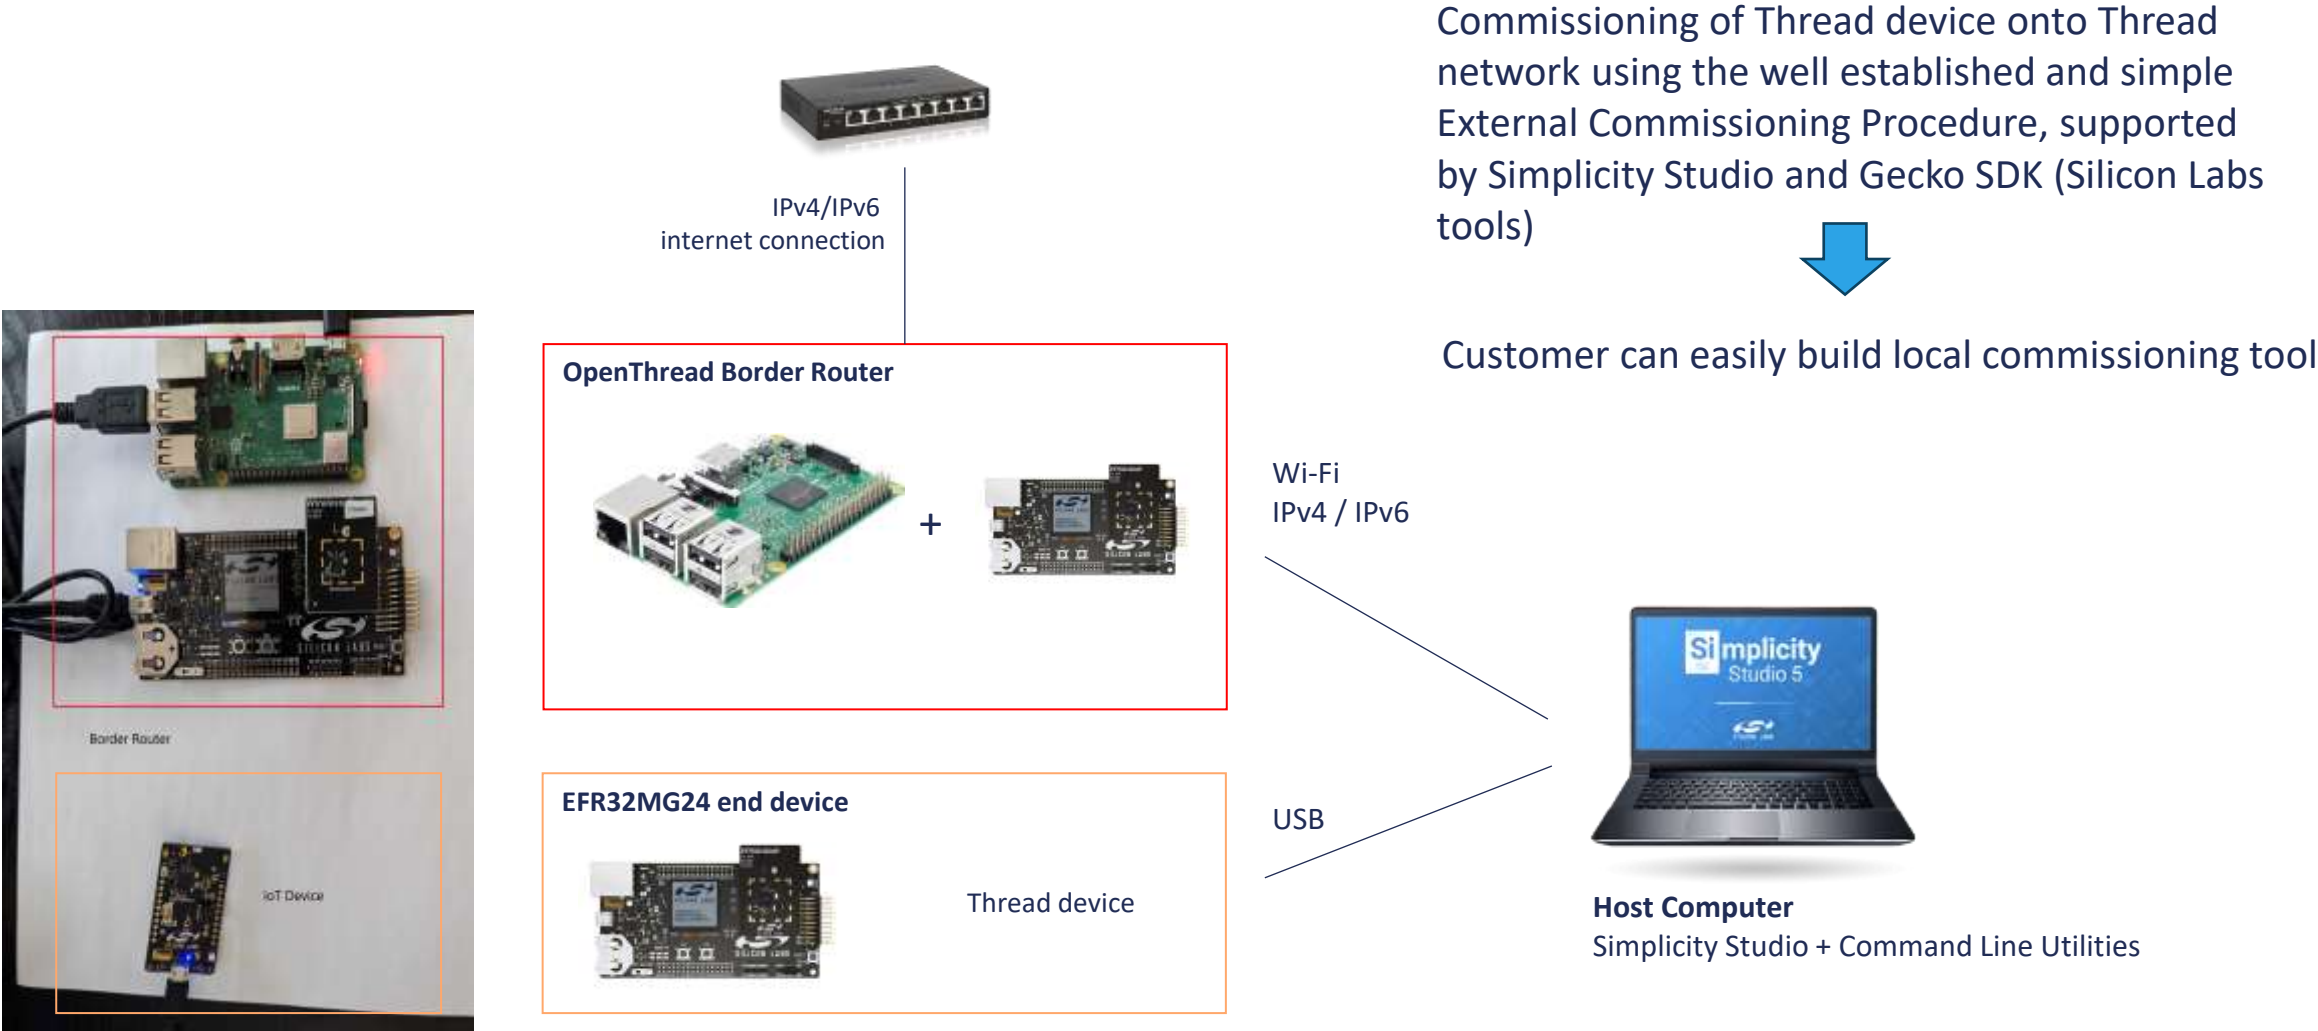 Commissioning of Thread device onto Thread
network using the well established and simple
External Commissioning Procedure, supported
by Simplicity Studio and Gecko SDK (Silicon Labs
tools)
Customer can easily build local commissioning tool
IPv4/IPv6
internet connection
OpenThread Border Router
+
Wi-Fi
IPv4 / IPv6
Border Router
IoT Device
EFR32MG24 end device
Thread device
USB
Simplicity
Studio 5
Host Computer
Simplicity Studio + Command Line Utilities
SILICON LABS